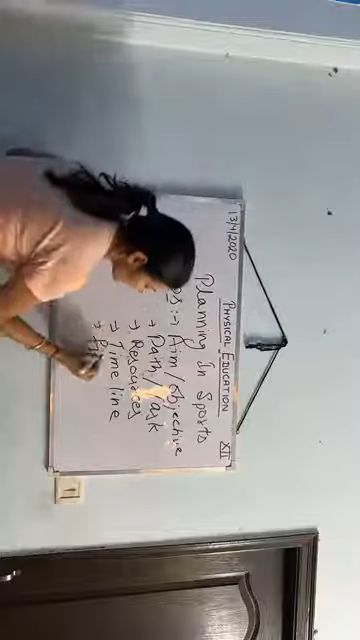 13/4/2020
PHYSICAL EDUCATION XII
Planning In Sports
:→ Aim/Objective
→ Path/Task
→ Resources
→ Time line
→